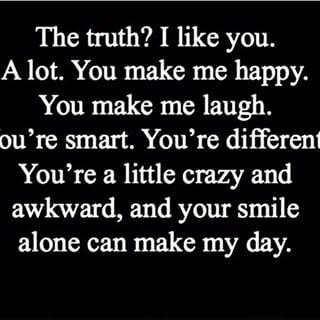 The truth? I like you.
A lot. You make me happy.
You make me laugh.
ou're smart. You're different
You're a little crazy and
awkward, and your smile
alone can make my day.